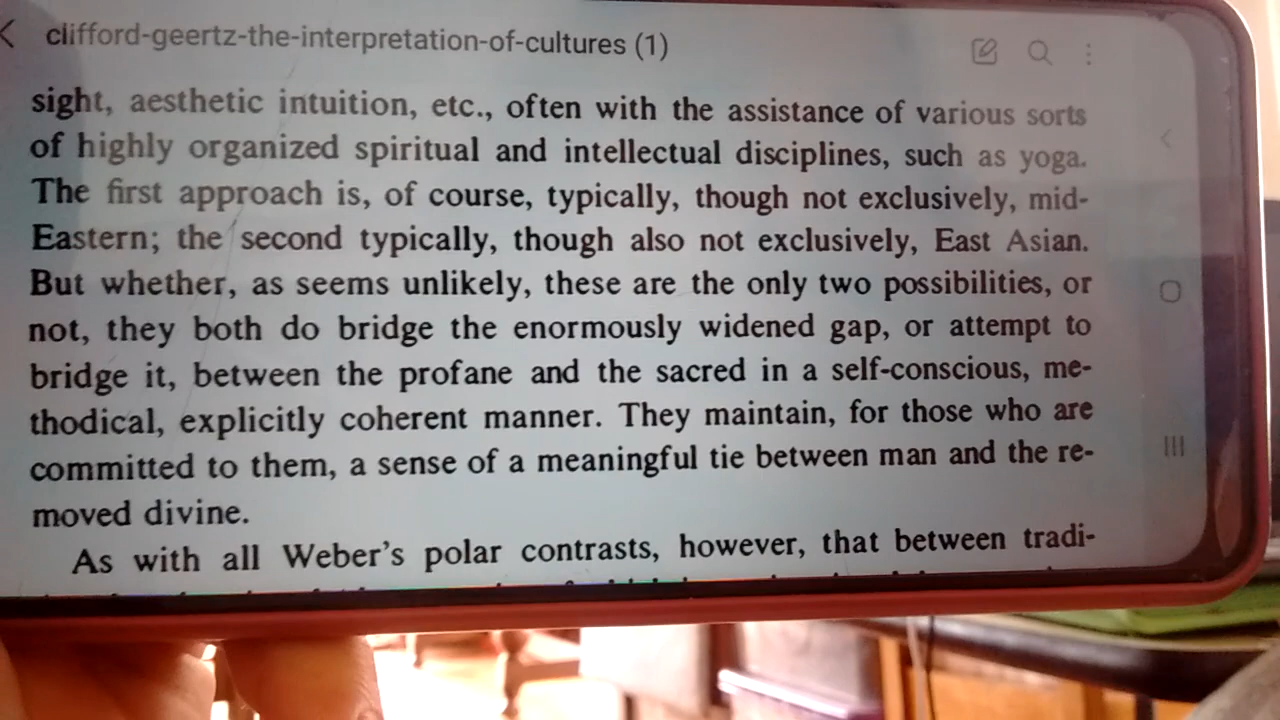 clifford-geertz-the-interpretation-of-cultures (1)
sight, aesthetic intuition, etc., often with the assistance of various sorts
of highly organized spiritual and intellectual disciplines, such as yoga.
The first approach is, of course, typically, though not exclusively, mid-
Eastern; the second typically, though also not exclusively, East Asian.
But whether, as seems unlikely, these are the only two possibilities, or
not, they both do bridge the enormously widened gap, or attempt to
bridge it, between the profane and the sacred in a self-conscious, me-
thodical, explicitly coherent manner. They maintain, for those who are
committed to them, a sense of a meaningful tie between man and the re-
moved divine.
As with all Weber's polar contrasts, however, that between tradi-